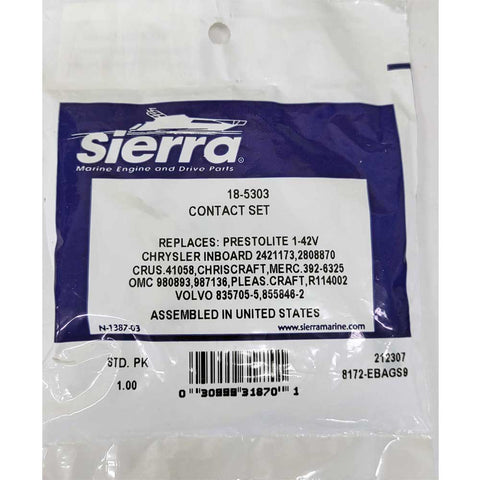 Sierra®
Marine Engine and Drive Parts
18-5303
CONTACT SET
REPLACES: PRESTOLITE 1-42V
CHRYSLER INBOARD 2421173,2808870
CRUS.41058,CHRISCRAFT,MERC.392-6325
OMC 980893,987136,PLEAS.CRAFT,R114002
VOLVO 835705-5,855846-2
ASSEMBLED IN UNITED STATES
N-1387-03 www.sierramarine.com
STD. PK 212307
1.00 8172-EBAGS9
0 30999 31870 1